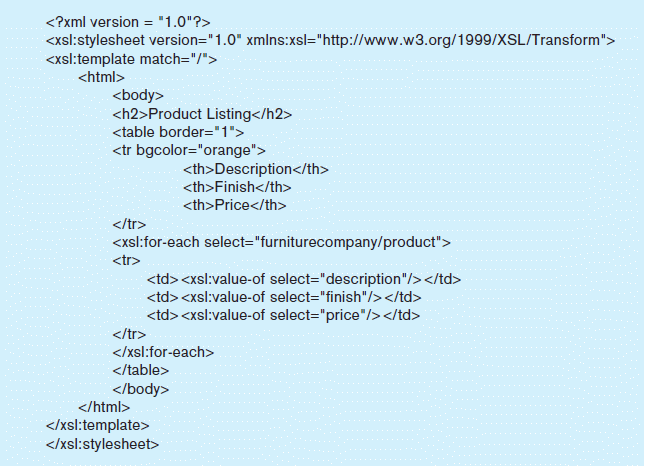 <?xml version = "1.0"?>
<xsl:stylesheet version="1.0" xmlns:xsl="http://www.w3.org/1999/XSL/Transform">
<xsl:template match="/">
<html>
<body>
<h2>Product Listing</h2>
<table border="1">
<tr bgcolor="orange">
<th>Description</th>
<th>Finish</th>
<th>Price</th>
</tr>
<xsl:for-each select="furniturecompany/product">
<tr>
<td><xsl:value-of select="description"/></td>
<td><xsl:value-of select="finish"/></td>
<td><xsl:value-of select="price"/></td>
</tr>
</xsl:for-each>
</table>
</body>
</html>
</xsl:template>
</xsl:stylesheet>